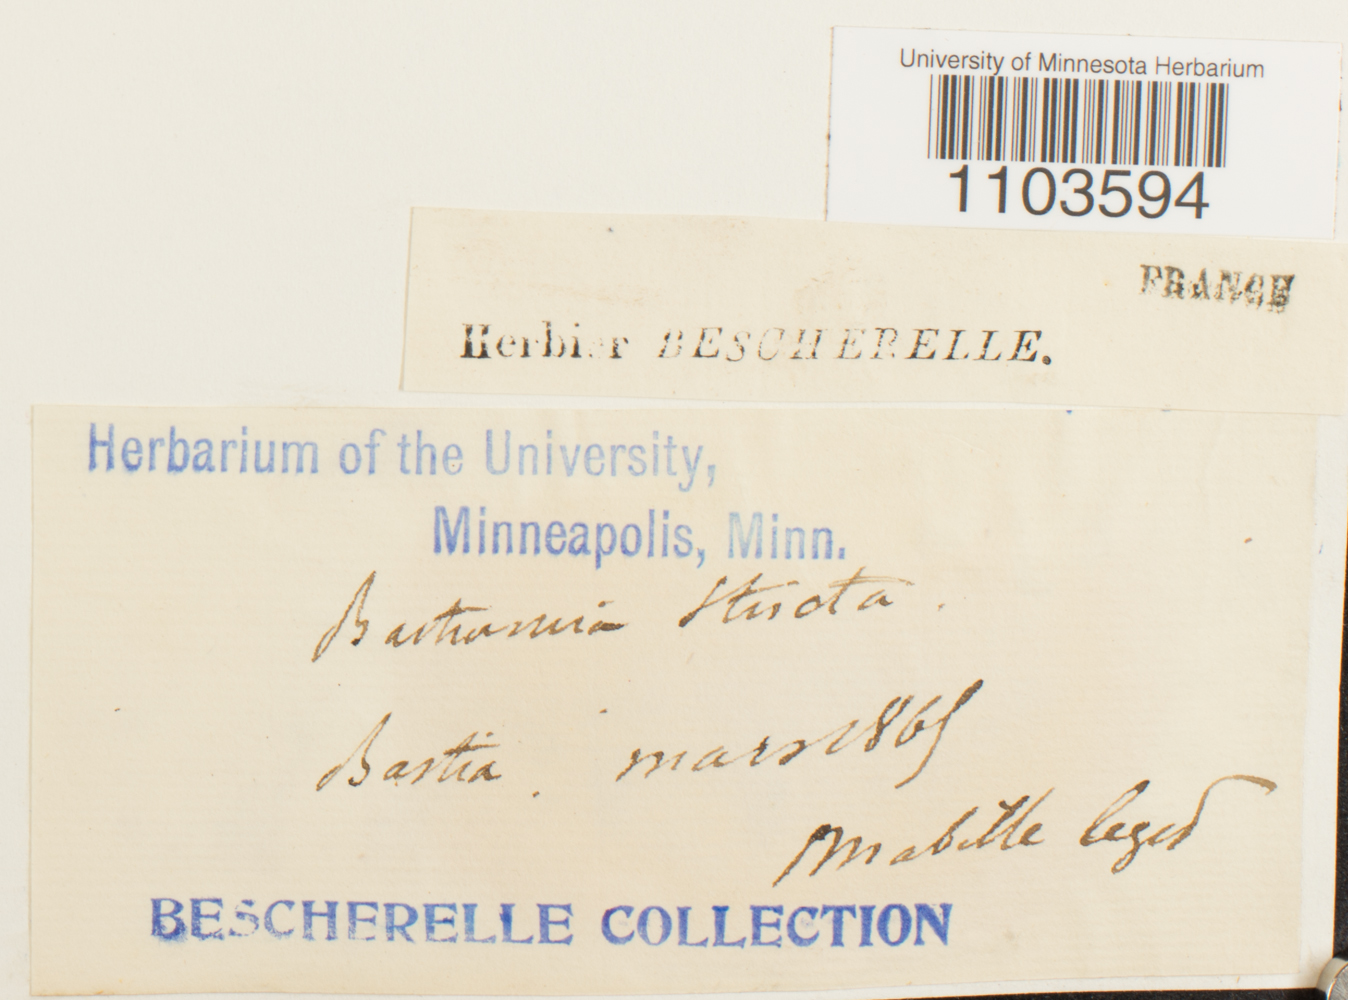 University of Minnesota Herbarium
1103594
FRANCE
Herbier BESCHERELLE.
Herbarium of the University,
Minneapolis, Minn.
Bartramia Stricta.
Bastia. mars 1865
Mabille legit
BESCHERELLE COLLECTION